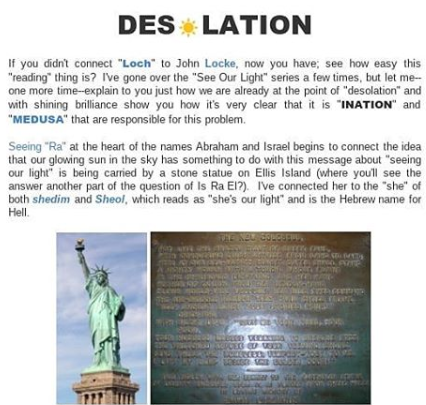 DES☀LATION
If you didn't connect "Loch" to John Locke, now you have; see how easy this
"reading" thing is? I've gone over the "See Our Light" series a few times, but let me--
one more time--explain to you just how we are already at the point of "desolation" and
with shining brilliance show you how it's very clear that it is "INATION" and
"MEDUSA" that are responsible for this problem.
Seeing "Ra" at the heart of the names Abraham and Israel begins to connect the idea
that our glowing sun in the sky has something to do with this message about "seeing
our light" is being carried by a stone statue on Ellis Island (where you'll see the
answer another part of the question of Is Ra El?). I've connected her to the "she" of
both shedim and Sheol, which reads as "she's our light" and is the Hebrew name for
Hell.
THE NEW COLOSSUS.